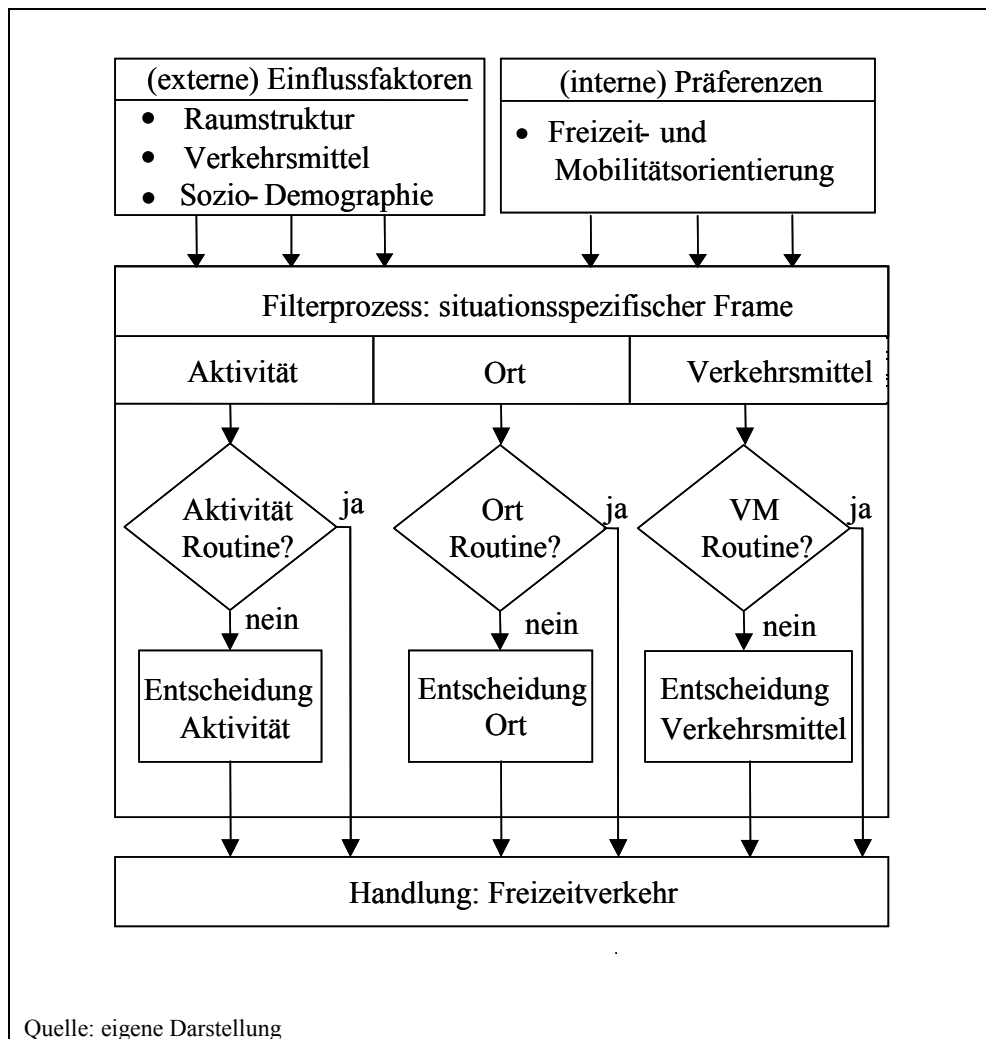 (externe) Einflussfaktoren
• Raumstruktur
• Verkehrsmittel
• Sozio-Demographie
(interne) Präferenzen
• Freizeit- und
Mobilitätsorientierung
Filterprozess: situationsspezifischer Frame
Aktivität
Ort
Verkehrsmittel
Aktivität
Routine?
ja
nein
Ort
Routine?
ja
nein
VM
Routine?
ja
nein
Entscheidung
Aktivität
Entscheidung
Ort
Entscheidung
Verkehrsmittel
Handlung: Freizeitverkehr
Quelle: eigene Darstellung